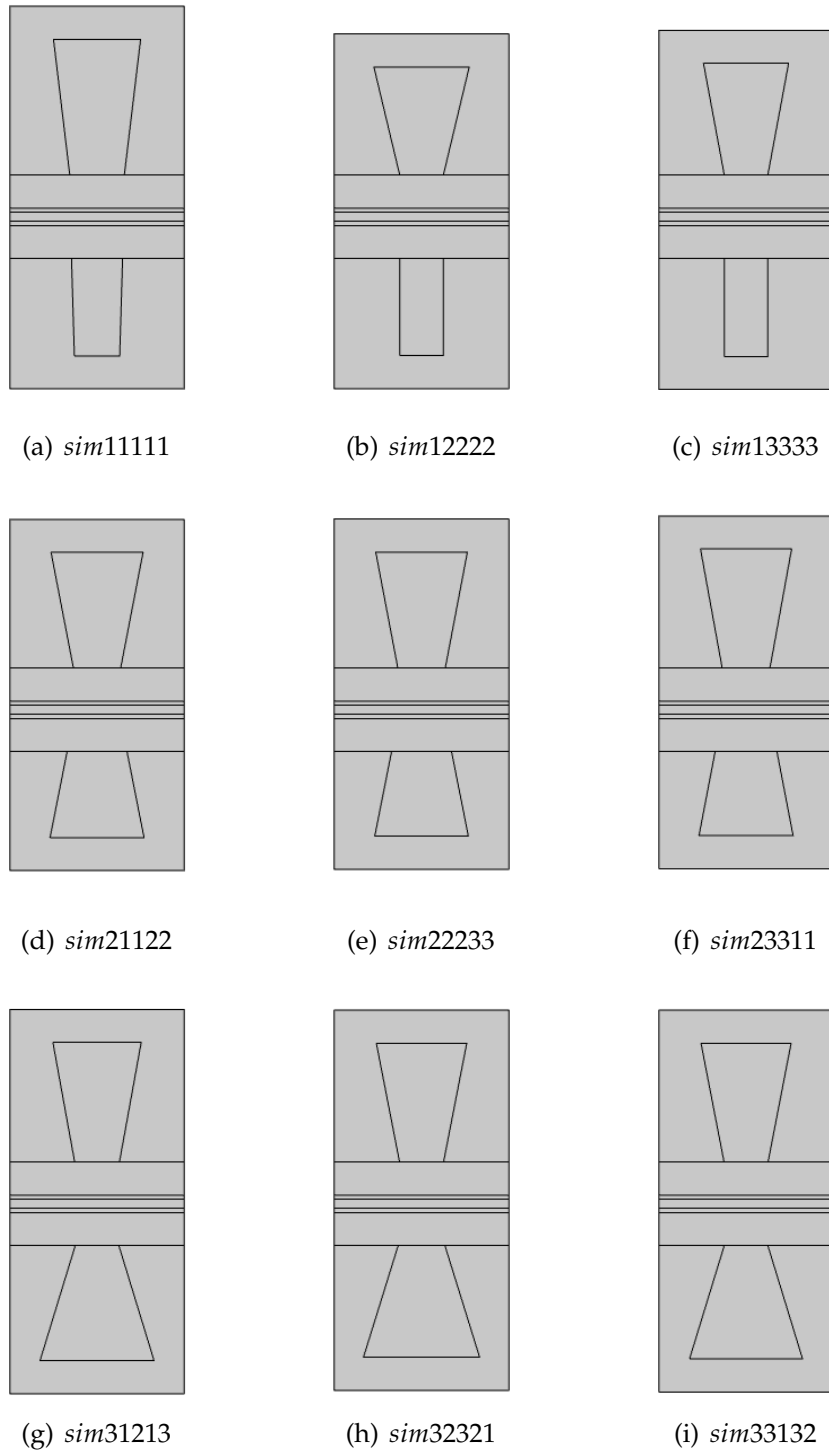 (a) sim11111
(b) sim12222
(c) sim13333
(d) sim21122
(e) sim22233
(f) sim23311
(g) sim31213
(h) sim32321
(i) sim33132